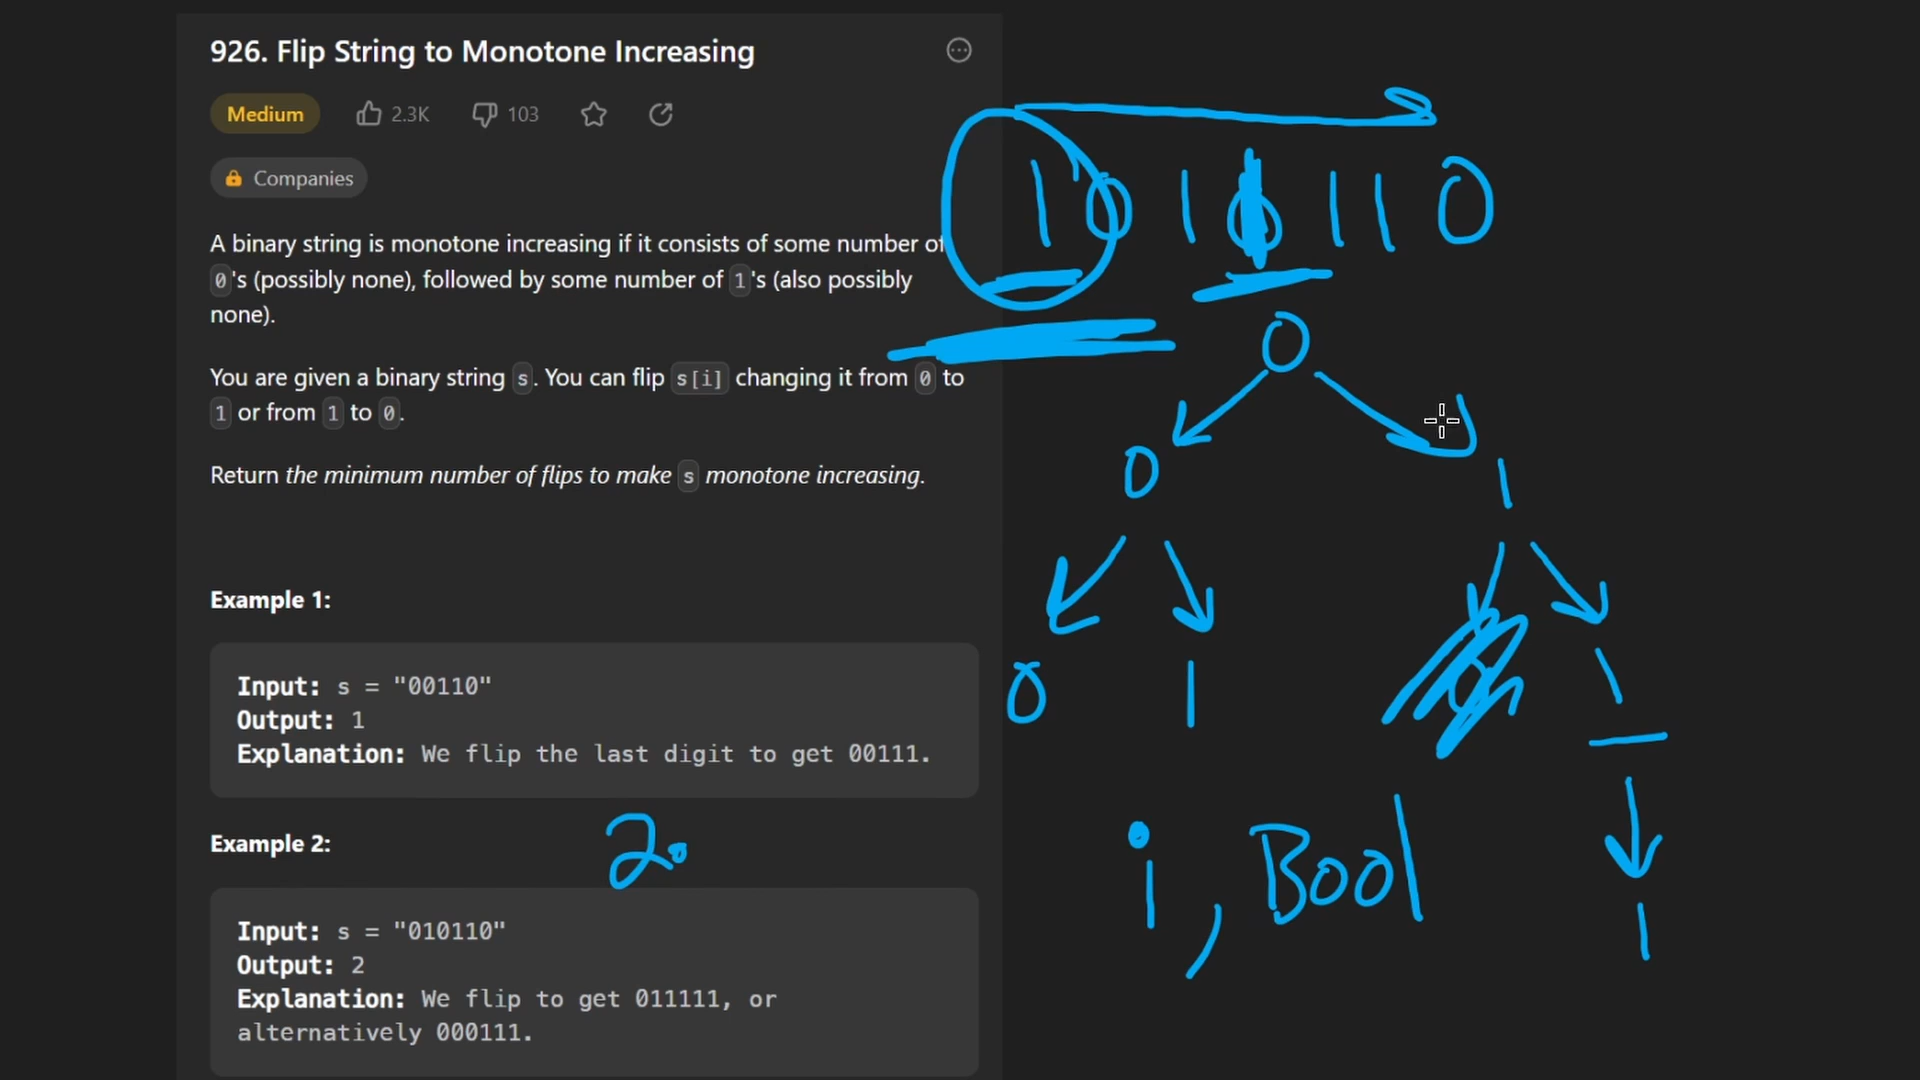 926. Flip String to Monotone Increasing
Medium 2.3K 103
Companies
A binary string is monotone increasing if it consists of some number of
0's (possibly none), followed by some number of 1's (also possibly
none).
You are given a binary string s. You can flip s[i] changing it from 0 to
1 or from 1 to 0.
Return the minimum number of flips to make s monotone increasing.
Example 1:
Input: s = "00110"
Output: 1
Explanation: We flip the last digit to get 00111.
Example 2:
2.
Input: s = "010110"
Output: 2
Explanation: We flip to get 011111, or
alternatively 000111.
1 0 1 1 1 0
0
0 1
0 1 1
i, Bool
1